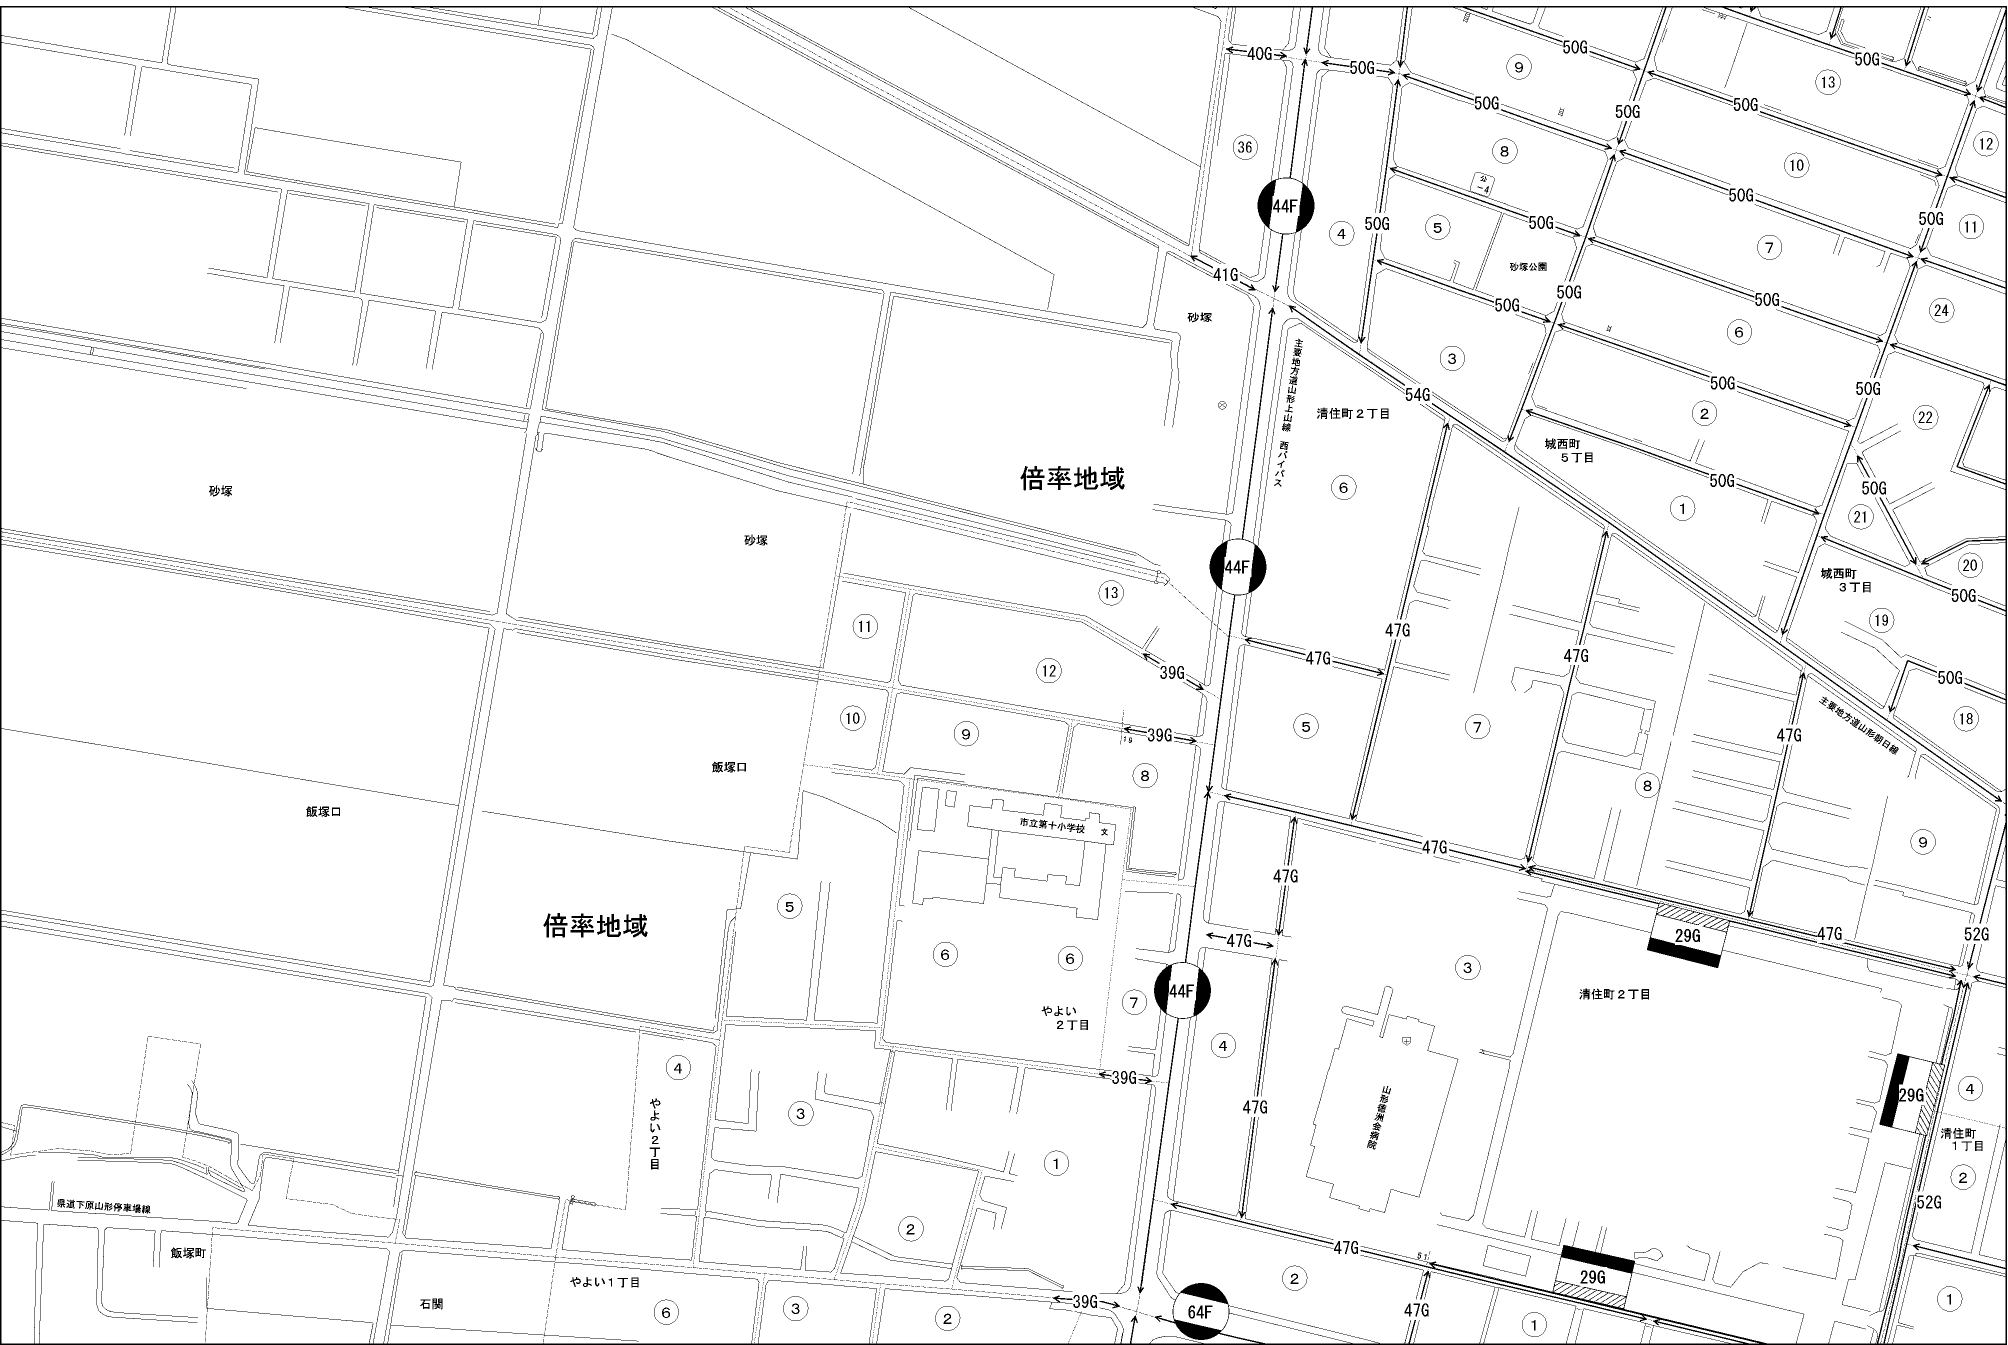 50G
50G
9
50G
13
40G
50G
50G
50G
50G
50G
12
36
8
10
公
-4
50G
44F
4
50G
5
50G
50G
11
7
砂塚公園
41G
50G
50G
50G
24
砂塚
6
主要地方道山形上山線 西バイパス
3
54G
50G
50G
清住町2丁目
2
22
城西町
5丁目
倍率地域
砂塚
6
50G
50G
1
21
砂塚
44F
20
城西町
3丁目
50G
13
11
19
47G
47G
47G
12
39G
50G
10
9
39G
19
5
7
47G
18
主要地方道山形朝日線
飯塚口
8
8
飯塚口
市立第十小学校
文
47G
9
47G
5
倍率地域
47G
29G
47G
52G
6
6
3
44F
7
清住町2丁目
やよい
2丁目
4
4
39G
4
29G
やよい2丁目
3
47G
山形徳洲会病院
清住町
1丁目
1
2
県道下原山形停車場線
52G
2
飯塚町
47G
51
やよい1丁目
2
29G
石関
6
3
2
39G
64F
47G
1
1